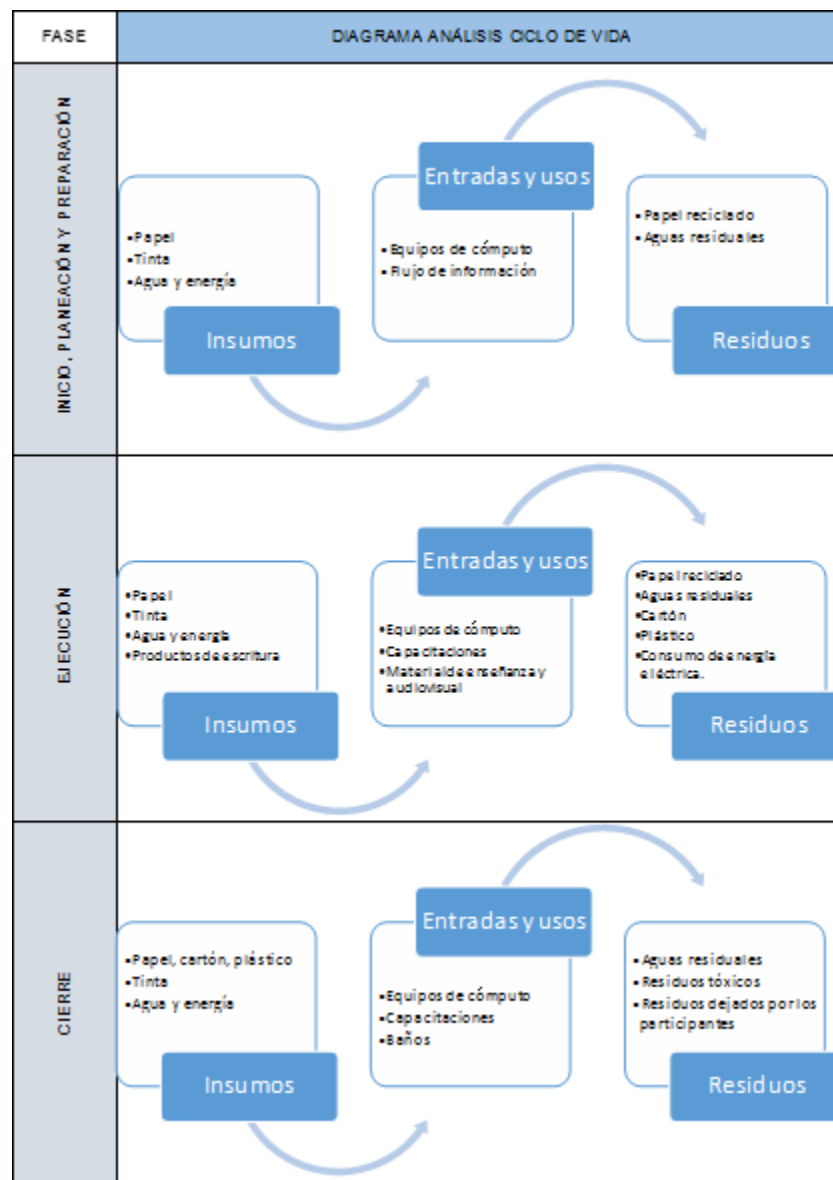 FASE
DIAGRAMA ANÁLISIS CICLO DE VIDA
INICIO, PLANEACIÓN Y PREPARACIÓN
•Papel
•Tinta
•Agua y energía
Insumos
Entradas y usos
•Equipos de cómputo
•Flujo de información
•Papel reciclado
•Aguas residuales
Residuos
EJECUCIÓN
•Papel
•Tinta
•Agua y energía
•Productos de escritura
Insumos
Entradas y usos
•Equipos de cómputo
•Capacitaciones
•Material de enseñanza y
audiovisual
•Papel reciclado
•Aguas residuales
•Cartón
•Plástico
•Consumo de energía
eléctrica.
Residuos
CIERRE
•Papel, cartón, plástico
•Tinta
•Agua y energía
Insumos
Entradas y usos
•Equipos de cómputo
•Capacitaciones
•Baños
•Aguas residuales
•Residuos tóxicos
•Residuos dejados por los
participantes
Residuos